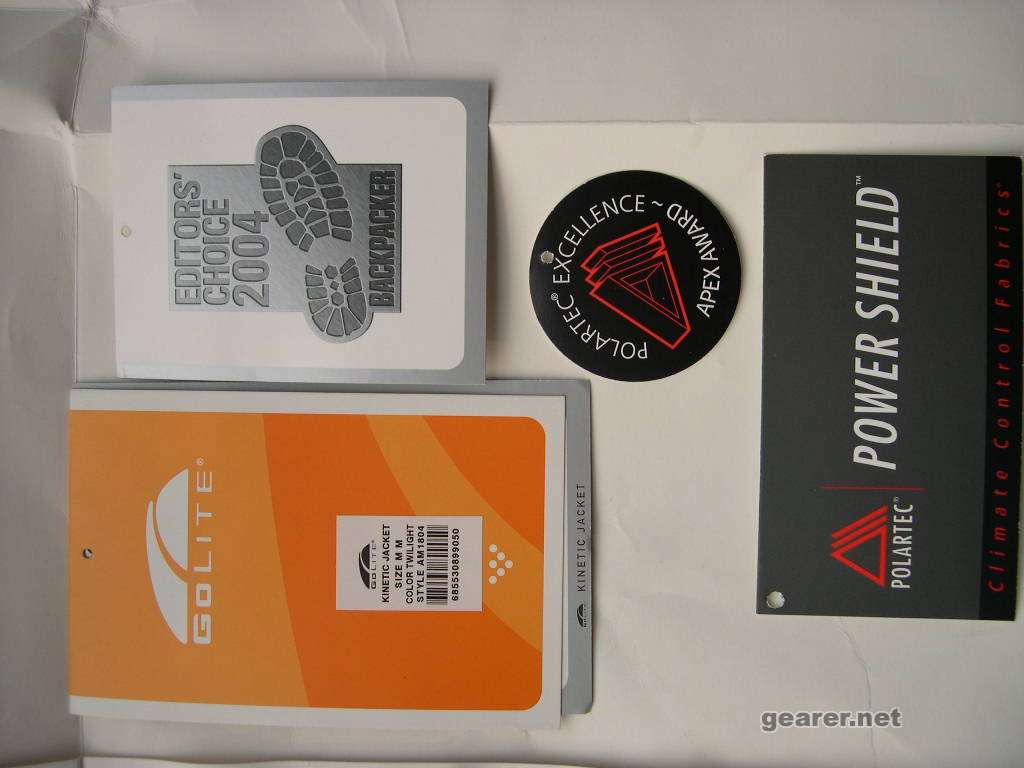 EDITORS'
CHOICE
2004
BACKPACKER
POLARTEC® EXCELLENCE ~
APEX AWARD
POLARTEC®
POWER SHIELD™
Climate Control Fabrics®
GOLITE®
GOLITE®
KINETIC JACKET
SIZE M M
COLOR TWILIGHT
STYLE AM1804
685530899050
KINETIC JACKET
gearer.net